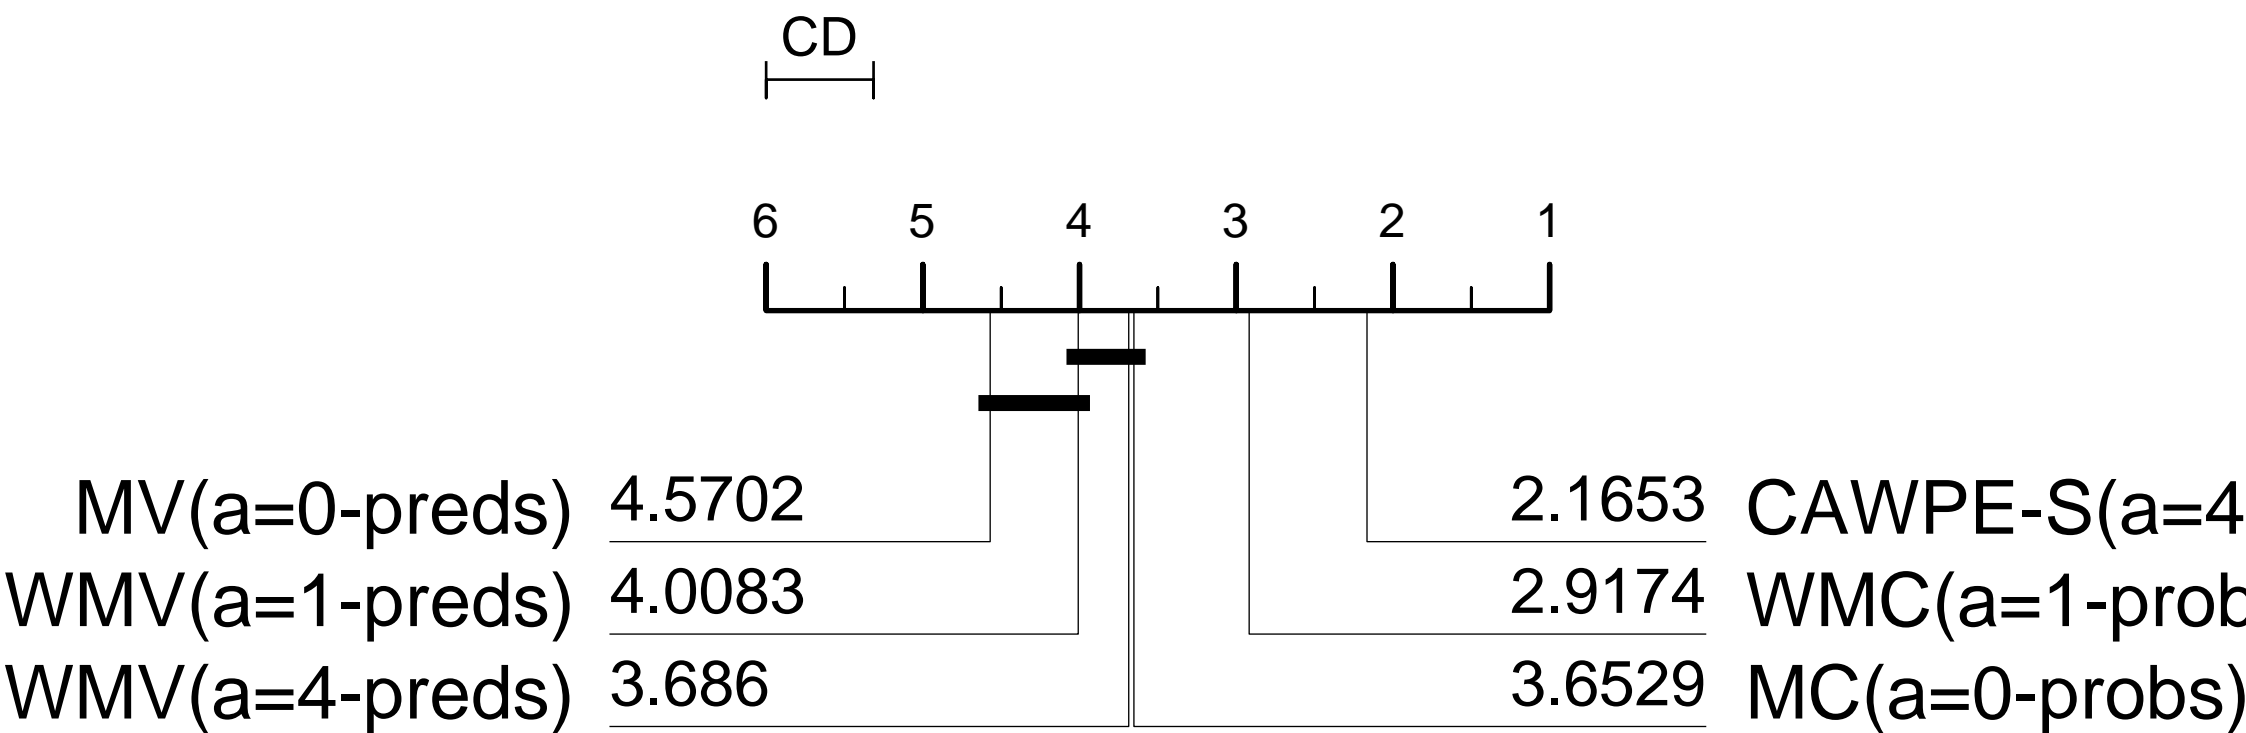 CD
6 5 4 3 2 1
MV(a=0-preds) 4.5702 2.1653 CAWPE-S(a=4
WMV(a=1-preds) 4.0083 2.9174 WMC(a=1-prob
WMV(a=4-preds) 3.686 3.6529 MC(a=0-probs)